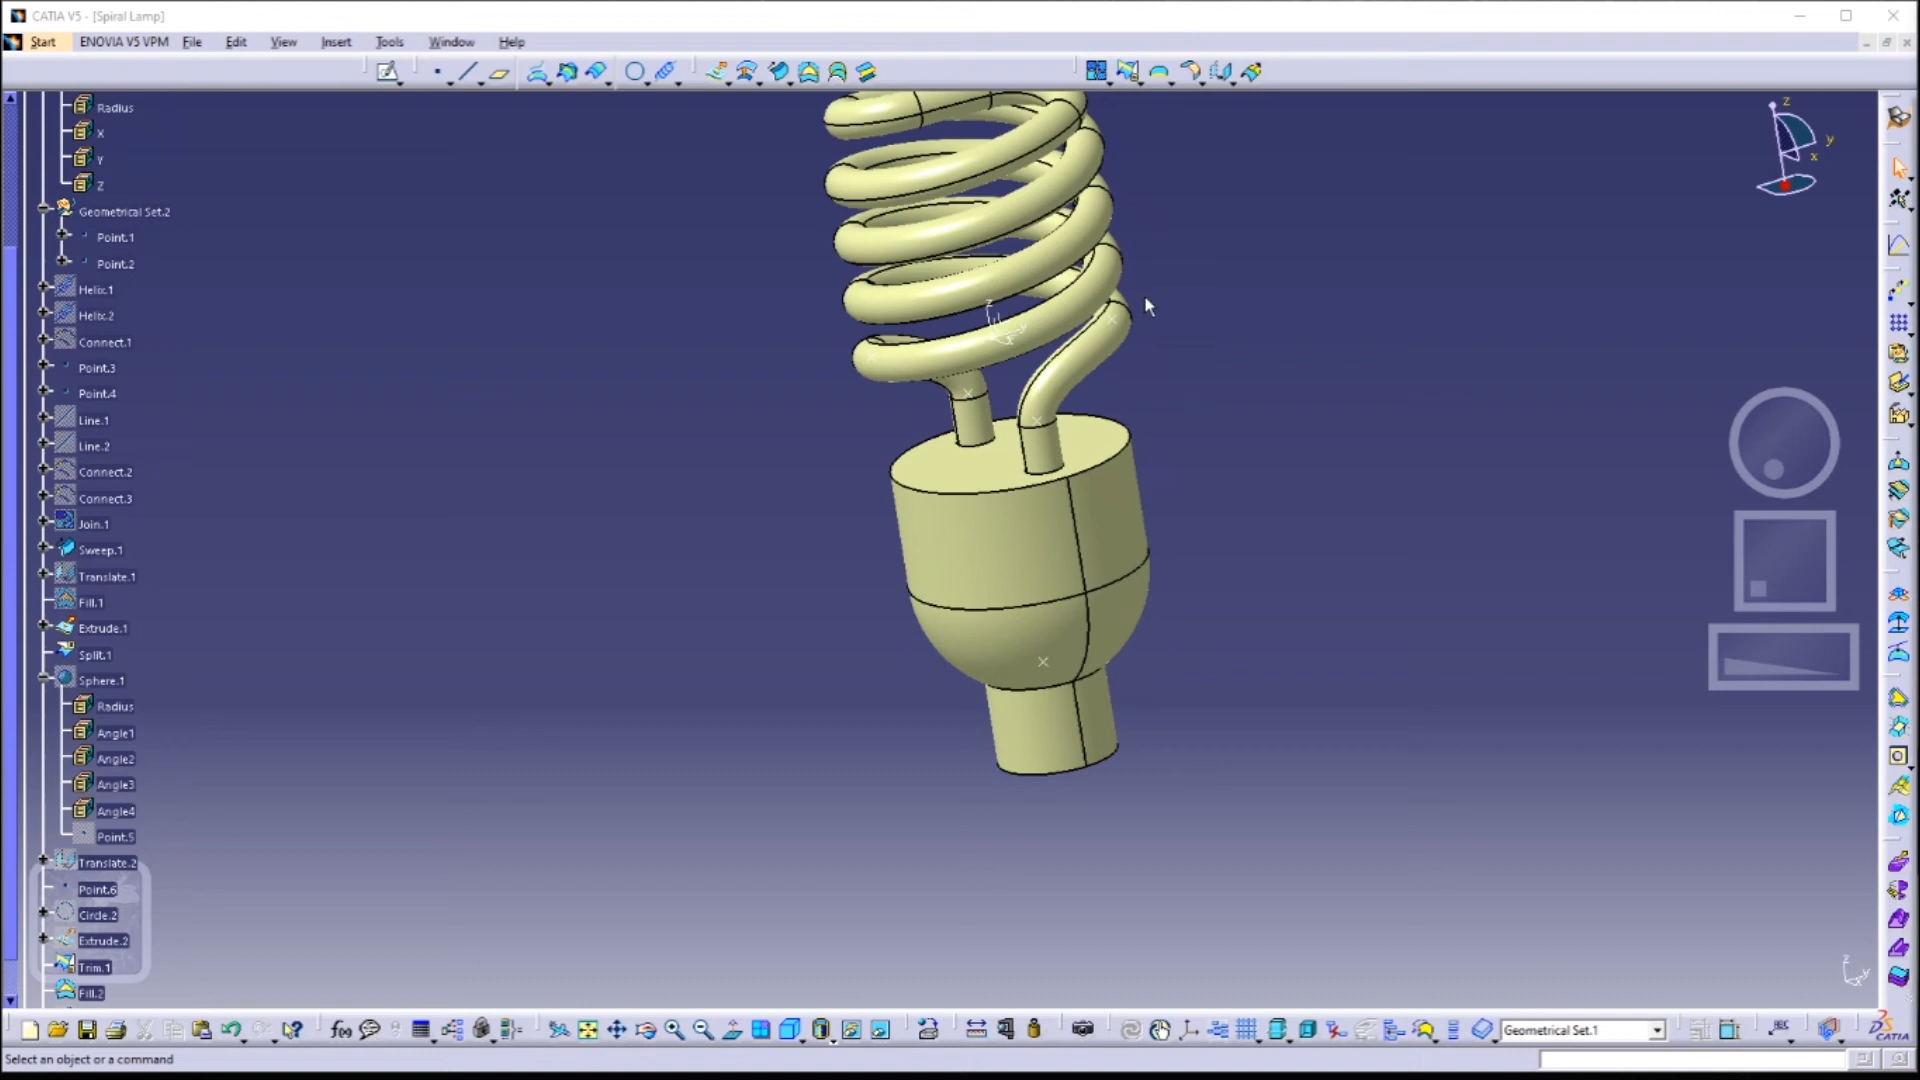 CATIA V5 - [Spiral Lamp]
Start ENOVIA V5 VPM File Edit View Insert Tools Window Help
Radius
X
Y
Z
Geometrical Set.2
Point.1
Point.2
Helix.1
Helix.2
Connect.1
Point.3
Point.4
Line.1
Line.2
Connect.2
Connect.3
Join.1
Sweep.1
Translate.1
Fill.1
Extrude.1
Split.1
Sphere.1
Radius
Angle1
Angle2
Angle3
Angle4
Point.5
Translate.2
Point.6
Circle.2
Extrude.2
Trim.1
Fill.2
z
y
x
z
y
x
z
y
f(x)
Geometrical Set.1
ABC
CATIA
Select an object or a command